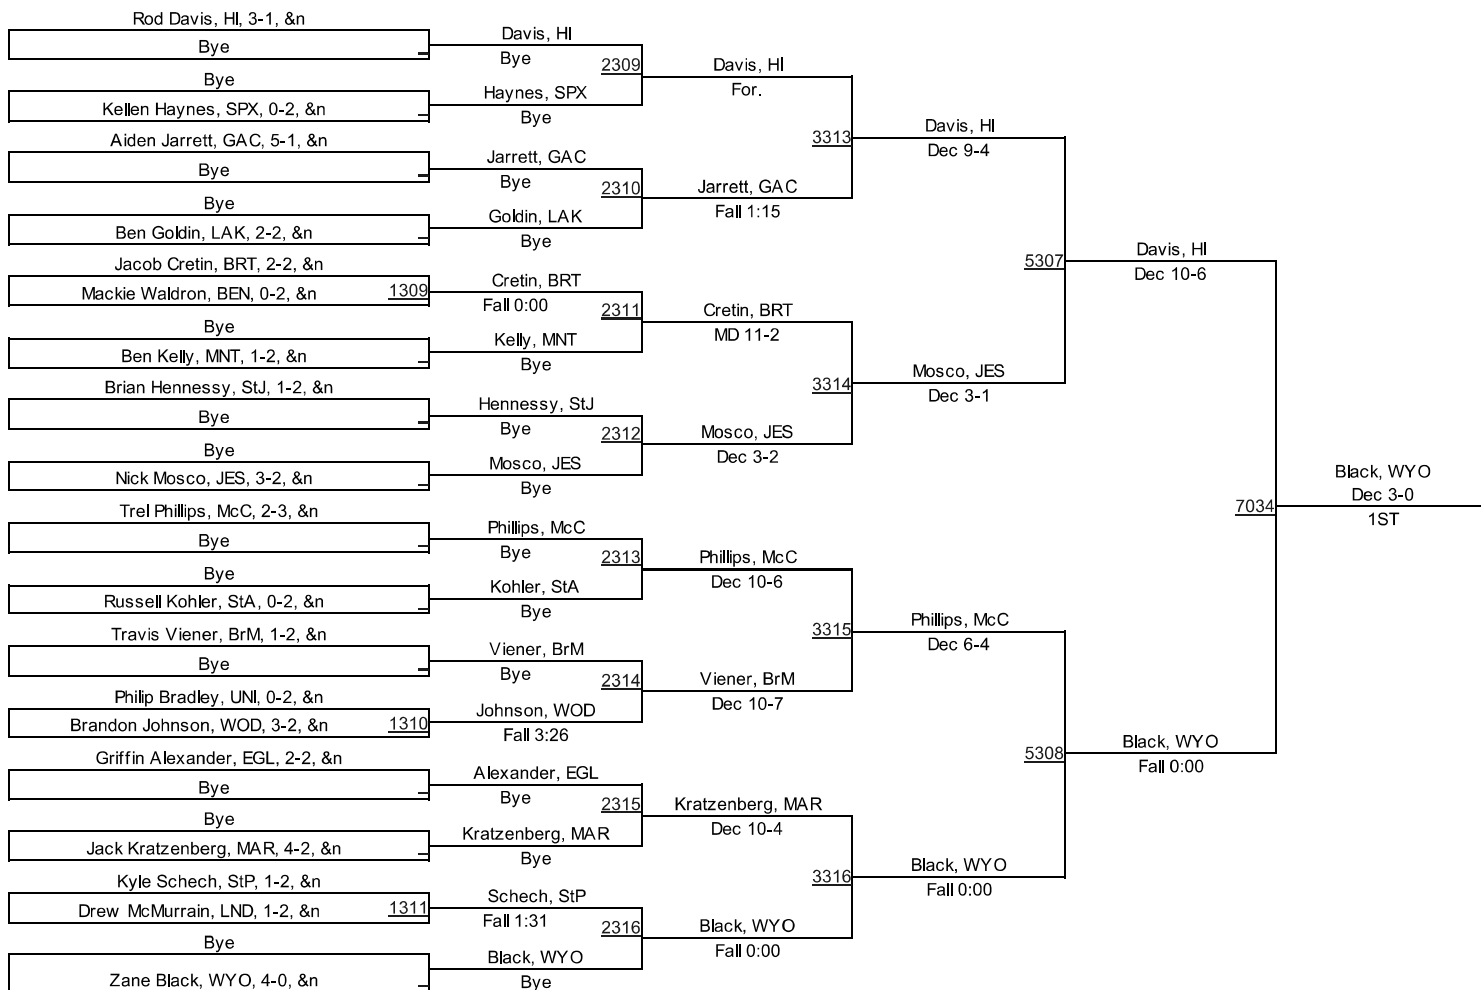 Rod Davis, HI, 3-1, &n
Bye
Bye
Kellen Haynes, SPX, 0-2, &n
Aiden Jarrett, GAC, 5-1, &n
Bye
Bye
Ben Goldin, LAK, 2-2, &n
Jacob Cretin, BRT, 2-2, &n
Mackie Waldron, BEN, 0-2, &n
1309
Bye
Ben Kelly, MNT, 1-2, &n
Brian Hennessy, StJ, 1-2, &n
Bye
Bye
Nick Mosco, JES, 3-2, &n
Trel Phillips, McC, 2-3, &n
Bye
Bye
Russell Kohler, StA, 0-2, &n
Travis Viener, BrM, 1-2, &n
Bye
Philip Bradley, UNI, 0-2, &n
Brandon Johnson, WOD, 3-2, &n
1310
Griffin Alexander, EGL, 2-2, &n
Bye
Bye
Jack Kratzenberg, MAR, 4-2, &n
Kyle Schech, StP, 1-2, &n
Drew McMurrain, LND, 1-2, &n
1311
Bye
Zane Black, WYO, 4-0, &n
Davis, HI
Bye
2309
Haynes, SPX
Bye
Jarrett, GAC
Bye
2310
Goldin, LAK
Bye
Cretin, BRT
Fall 0:00
2311
Kelly, MNT
Bye
Hennessy, StJ
Bye
2312
Mosco, JES
Bye
Phillips, McC
Bye
2313
Kohler, StA
Bye
Viener, BrM
Bye
2314
Johnson, WOD
Fall 3:26
Alexander, EGL
Bye
2315
Kratzenberg, MAR
Bye
Schech, StP
Fall 1:31
2316
Black, WYO
Bye
Davis, HI
For.
3313
Jarrett, GAC
Fall 1:15
Cretin, BRT
MD 11-2
3314
Mosco, JES
Dec 3-2
Phillips, McC
Dec 10-6
3315
Viener, BrM
Dec 10-7
Kratzenberg, MAR
Dec 10-4
3316
Black, WYO
Fall 0:00
Davis, HI
Dec 9-4
5307
Mosco, JES
Dec 3-1
Phillips, McC
Dec 6-4
5308
Black, WYO
Fall 0:00
Davis, HI
Dec 10-6
7034
Black, WYO
Fall 0:00
Black, WYO
Dec 3-0
1ST